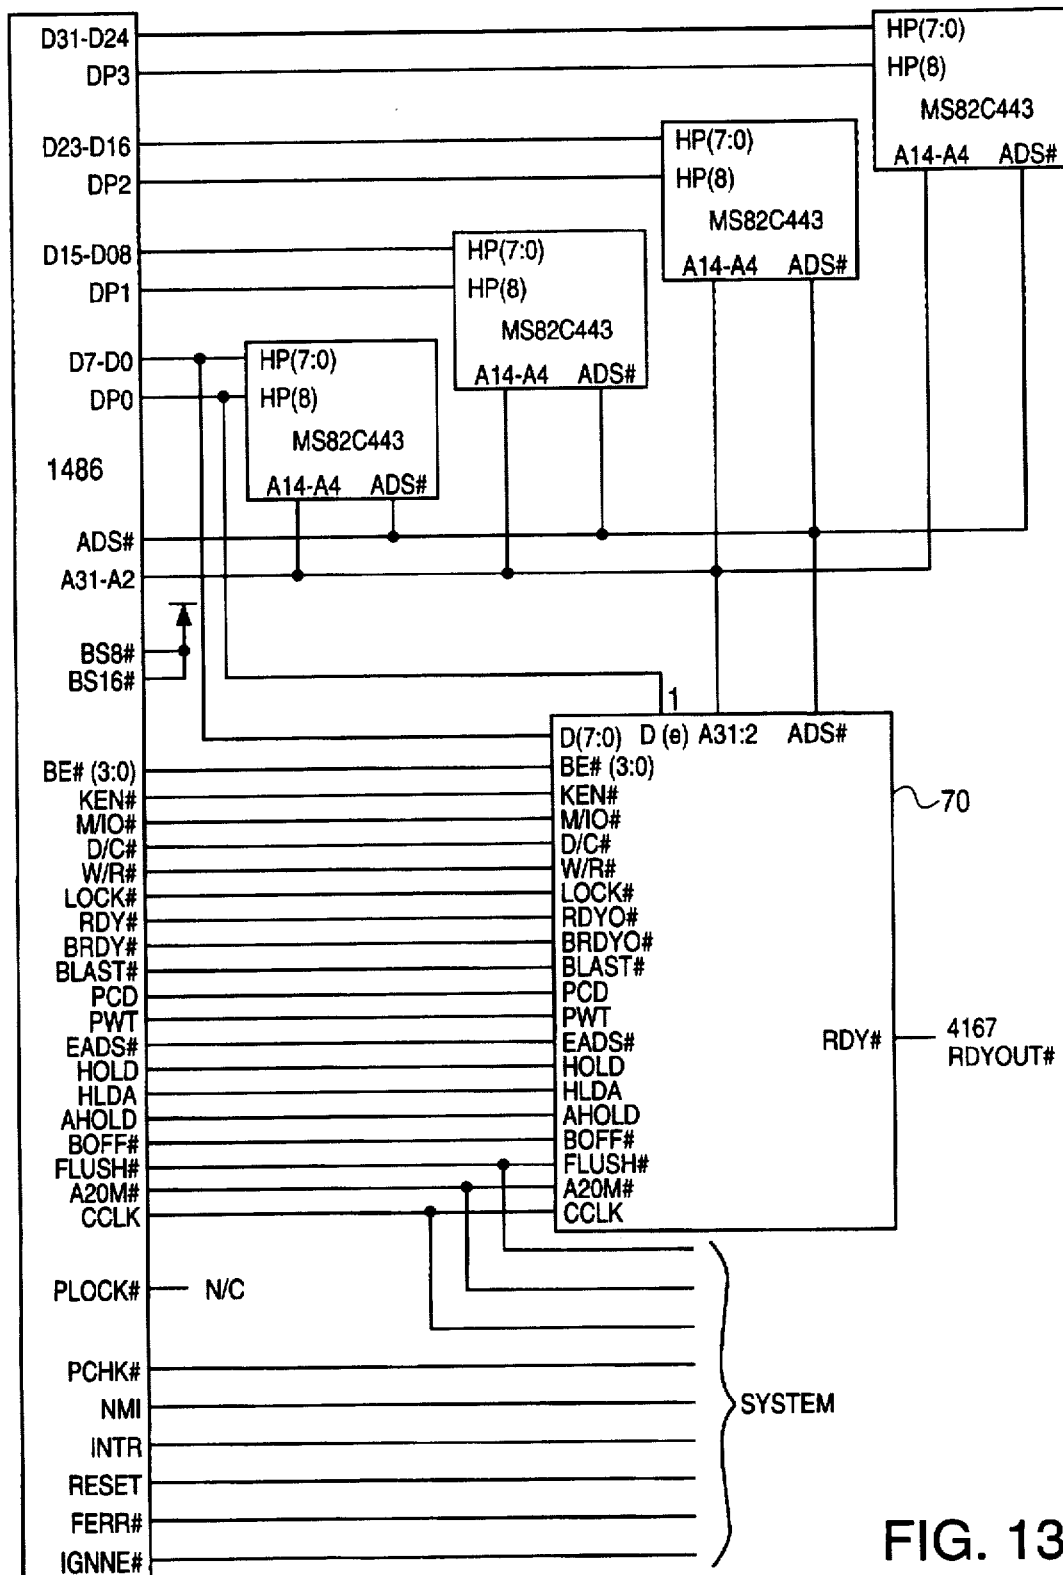 D31-D24
HP(7:0)
DP3
HP(8)
MS82C443
A14-A4 ADS#
D23-D16
HP(7:0)
DP2
HP(8)
MS82C443
A14-A4 ADS#
D15-D08
HP(7:0)
DP1
HP(8)
MS82C443
A14-A4 ADS#
D7-D0
HP(7:0)
DP0
HP(8)
MS82C443
A14-A4 ADS#
1486
ADS#
A31-A2
BS8#
BS16#
1
D(7:0) D (e) A31:2 ADS#
BE# (3:0) BE# (3:0)
KEN# KEN#
70
M/IO# M/IO#
D/C# D/C#
W/R# W/R#
LOCK# LOCK#
RDY# RDYO#
BRDY# BRDYO#
BLAST# BLAST#
PCD PCD
PWT PWT
EADS# EADS#
RDY# 4167
RDYOUT#
HOLD HOLD
HLDA HLDA
AHOLD AHOLD
BOFF# BOFF#
FLUSH# FLUSH#
A20M# A20M#
CCLK CCLK
PLOCK# N/C
PCHK#
NMI
SYSTEM
INTR
RESET
FERR#
IGNNE#
FIG. 13